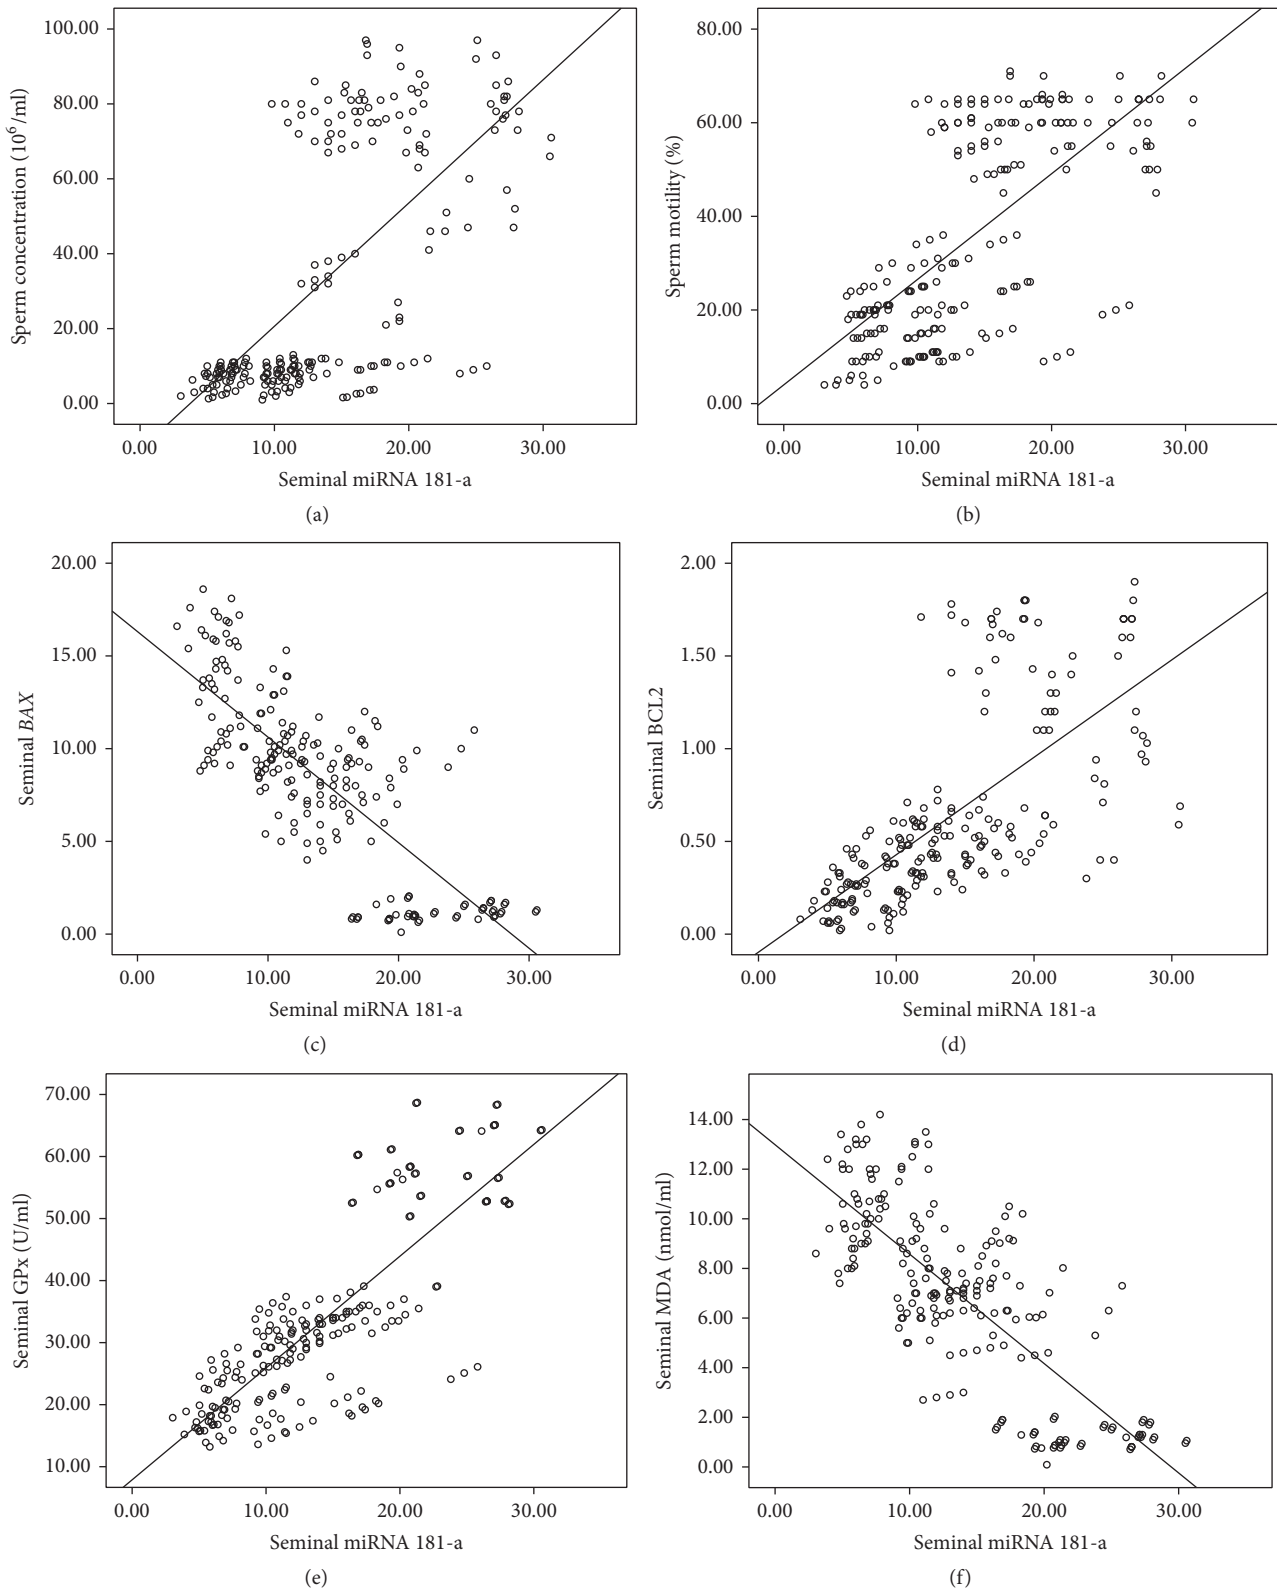 100.00
80.00
60.00
40.00
20.00
0.00
Sperm concentration (10⁶/ml)
0.00 10.00 20.00 30.00
Seminal miRNA 181-a
(a)
80.00
60.00
40.00
20.00
0.00
Sperm motility (%)
0.00 10.00 20.00 30.00
Seminal miRNA 181-a
(b)
20.00
15.00
10.00
5.00
0.00
Seminal BAX
0.00 10.00 20.00 30.00
Seminal miRNA 181-a
(c)
2.00
1.50
1.00
0.50
0.00
Seminal BCL2
0.00 10.00 20.00 30.00
Seminal miRNA 181-a
(d)
70.00
60.00
50.00
40.00
30.00
20.00
10.00
Seminal GPx (U/ml)
0.00 10.00 20.00 30.00
Seminal miRNA 181-a
(e)
14.00
12.00
10.00
8.00
6.00
4.00
2.00
0.00
Seminal MDA (nmol/ml)
0.00 10.00 20.00 30.00
Seminal miRNA 181-a
(f)